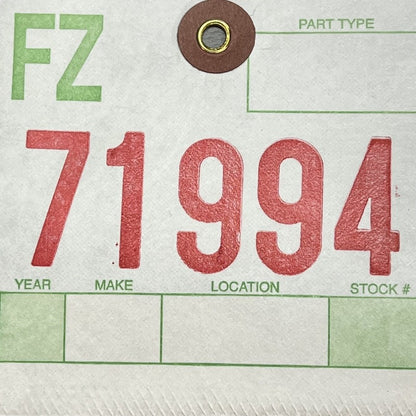 FZ
PART TYPE
71994
YEAR MAKE LOCATION STOCK #